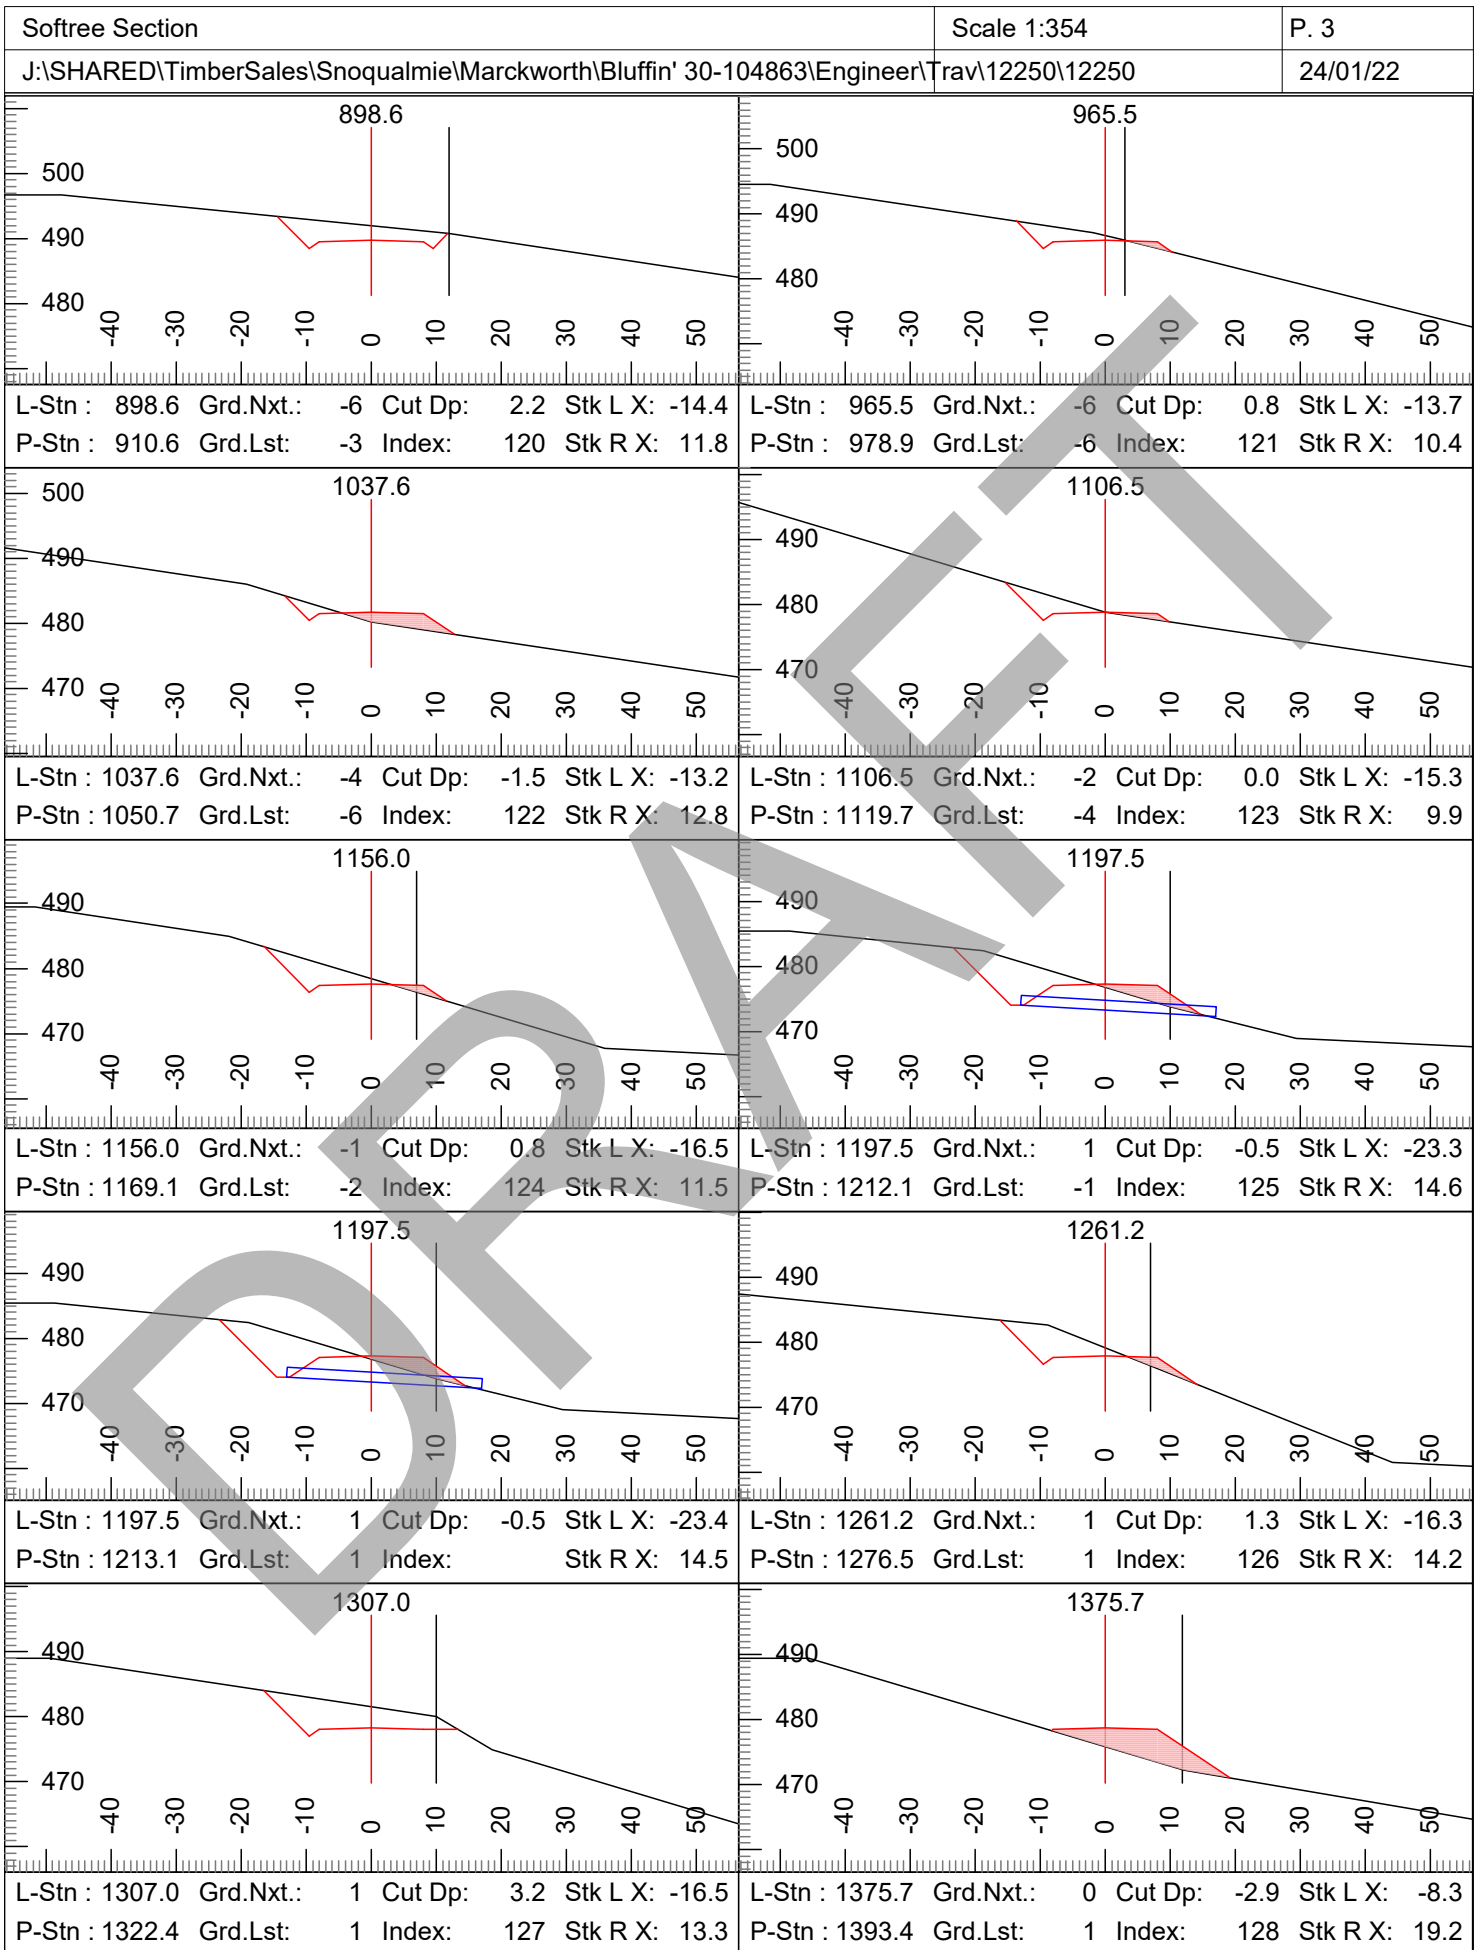 Softree Section Scale 1:354 P. 3
J:\SHARED\TimberSales\Snoqualmie\Marckworth\Bluffin' 30-104863\Engineer\Trav\12250\12250 24/01/22
898.6
500
490
480
-40 -30 -20 -10 0 10 20 30 40 50
L-Stn : 898.6 Grd.Nxt.: -6 Cut Dp: 2.2 Stk L X: -14.4
P-Stn : 910.6 Grd.Lst: -3 Index: 120 Stk R X: 11.8
965.5
500
490
480
-40 -30 -20 -10 0 10 20 30 40 50
L-Stn : 965.5 Grd.Nxt.: -6 Cut Dp: 0.8 Stk L X: -13.7
P-Stn : 978.9 Grd.Lst: -6 Index: 121 Stk R X: 10.4
1037.6
500
490
480
470
-40 -30 -20 -10 0 10 20 30 40 50
L-Stn : 1037.6 Grd.Nxt.: -4 Cut Dp: -1.5 Stk L X: -13.2
P-Stn : 1050.7 Grd.Lst: -6 Index: 122 Stk R X: 12.8
1106.5
490
480
470
-40 -30 -20 -10 0 10 20 30 40 50
L-Stn : 1106.5 Grd.Nxt.: -2 Cut Dp: 0.0 Stk L X: -15.3
P-Stn : 1119.7 Grd.Lst: -4 Index: 123 Stk R X: 9.9
1156.0
490
480
470
-40 -30 -20 -10 0 10 20 30 40 50
L-Stn : 1156.0 Grd.Nxt.: -1 Cut Dp: 0.8 Stk L X: -16.5
P-Stn : 1169.1 Grd.Lst: -2 Index: 124 Stk R X: 11.5
1197.5
490
480
470
-40 -30 -20 -10 0 10 20 30 40 50
L-Stn : 1197.5 Grd.Nxt.: 1 Cut Dp: -0.5 Stk L X: -23.3
P-Stn : 1212.1 Grd.Lst: -1 Index: 125 Stk R X: 14.6
1197.5
490
480
470
-40 -30 -20 -10 0 10 20 30 40 50
L-Stn : 1197.5 Grd.Nxt.: 1 Cut Dp: -0.5 Stk L X: -23.4
P-Stn : 1213.1 Grd.Lst: 1 Index: Stk R X: 14.5
1261.2
490
480
470
-40 -30 -20 -10 0 10 20 30 40 50
L-Stn : 1261.2 Grd.Nxt.: 1 Cut Dp: 1.3 Stk L X: -16.3
P-Stn : 1276.5 Grd.Lst: 1 Index: 126 Stk R X: 14.2
1307.0
490
480
470
-40 -30 -20 -10 0 10 20 30 40 50
L-Stn : 1307.0 Grd.Nxt.: 1 Cut Dp: 3.2 Stk L X: -16.5
P-Stn : 1322.4 Grd.Lst: 1 Index: 127 Stk R X: 13.3
1375.7
490
480
470
-40 -30 -20 -10 0 10 20 30 40 50
L-Stn : 1375.7 Grd.Nxt.: 0 Cut Dp: -2.9 Stk L X: -8.3
P-Stn : 1393.4 Grd.Lst: 1 Index: 128 Stk R X: 19.2
DRAFT